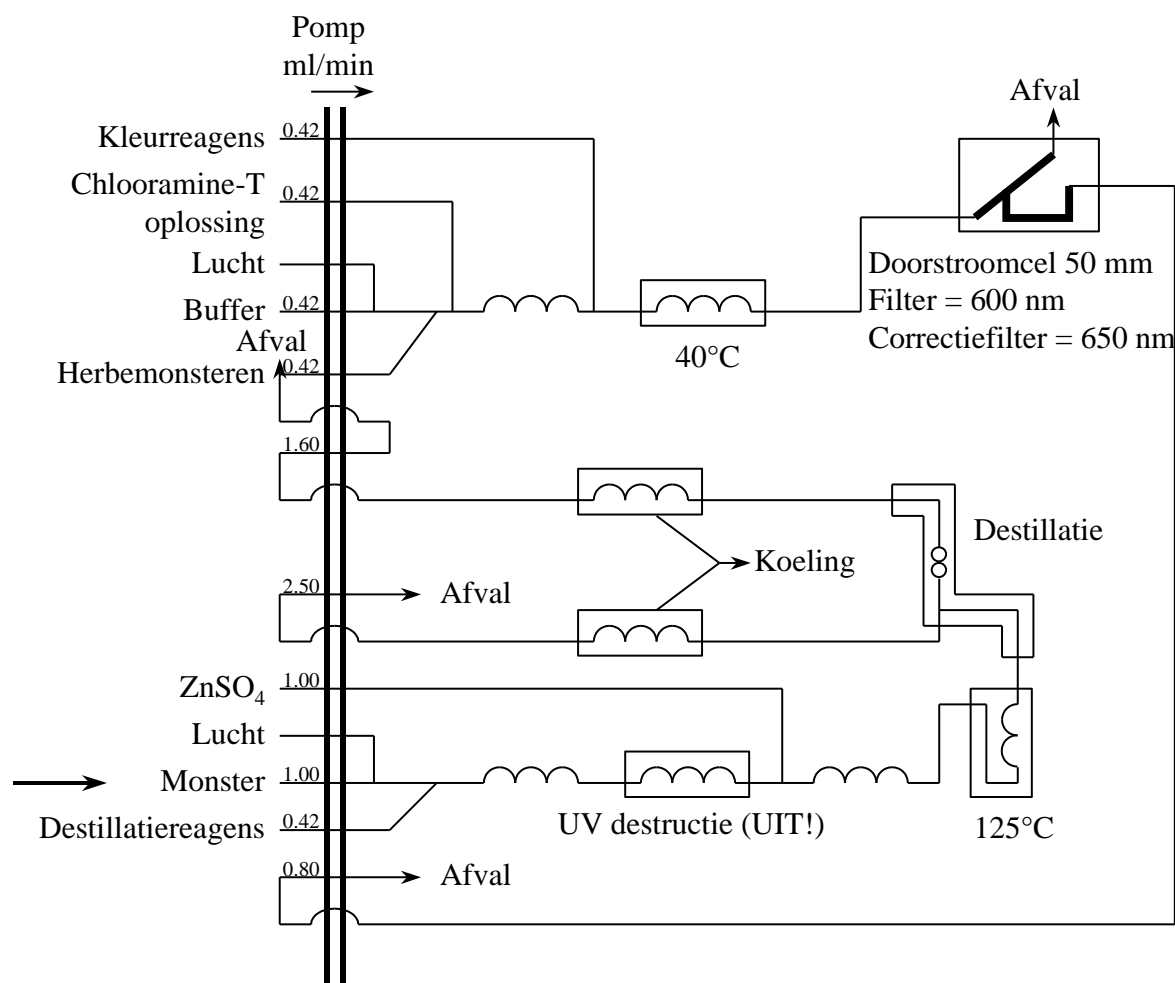 Pomp
ml/min
Afval
Kleurreagens 0.42
Chlooramine-T
oplossing 0.42
Lucht
Buffer 0.42
Doorstroomcel 50 mm
Filter = 600 nm
Correctiefilter = 650 nm
Afval
40°C
Herbemonsteren 0.42
1.60
Destillatie
Koeling
2.50 Afval
ZnSO₄ 1.00
Lucht
Monster 1.00
Destillatiereagens 0.42
UV destructie (UIT!)
125°C
0.80 Afval